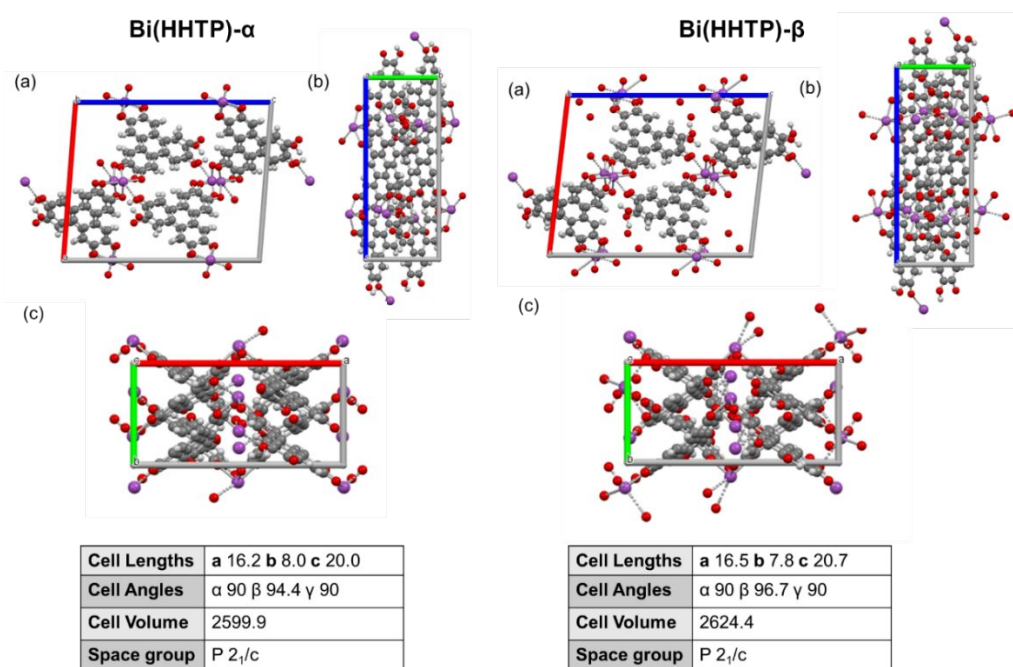 Bi(HHTP)-α
(a)
(b)
(c)
Cell Lengths a 16.2 b 8.0 c 20.0
Cell Angles α 90 β 94.4 γ 90
Cell Volume 2599.9
Space group P 2₁/c
Bi(HHTP)-β
(a)
(b)
(c)
Cell Lengths a 16.5 b 7.8 c 20.7
Cell Angles α 90 β 96.7 γ 90
Cell Volume 2624.4
Space group P 2₁/c